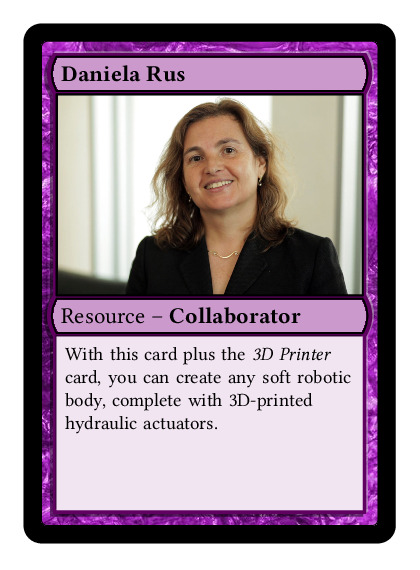 Daniela Rus
Resource – Collaborator
With this card plus the 3D Printer
card, you can create any soft robotic
body, complete with 3D-printed
hydraulic actuators.